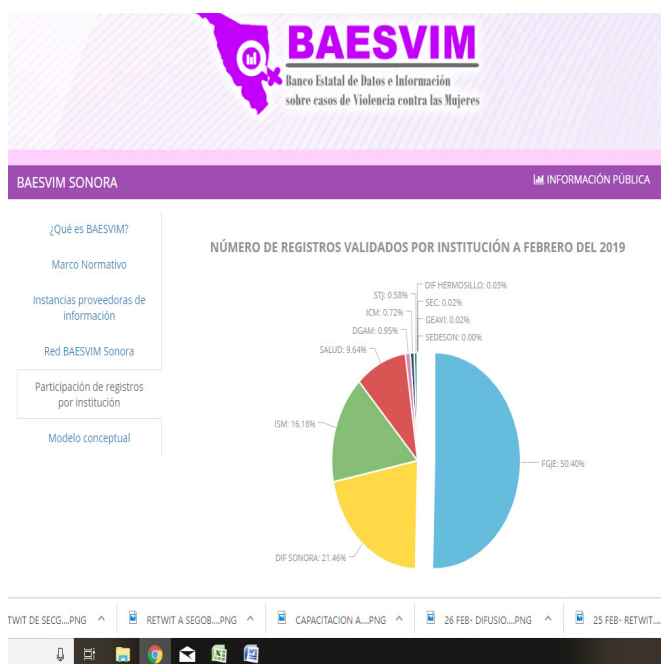 BAESVIM
Banco Estatal de Datos e Información
sobre casos de Violencia contra las Mujeres
BAESVIM SONORA
INFORMACIÓN PÚBLICA
¿Qué es BAESVIM?
Marco Normativo
Instancias proveedoras de
información
Red BAESVIM Sonora
Participación de registros
por institución
Modelo conceptual
NÚMERO DE REGISTROS VALIDADOS POR INSTITUCIÓN A FEBRERO DEL 2019
DIF HERMOSILLO: 0.03%
STJ: 0.58%
SEC: 0.02%
ICM: 0.72%
GEAVI: 0.02%
DGAM: 0.95%
SEDESON: 0.00%
SALUD: 9.64%
ISM: 16.18%
FGJE: 50.40%
DIF SONORA: 21.46%
TWIT DE SECG....PNG
RETWIT A SEGOB....PNG
CAPACITACION A....PNG
26 FEB- DIFUSIO....PNG
25 FEB- RETWIT....